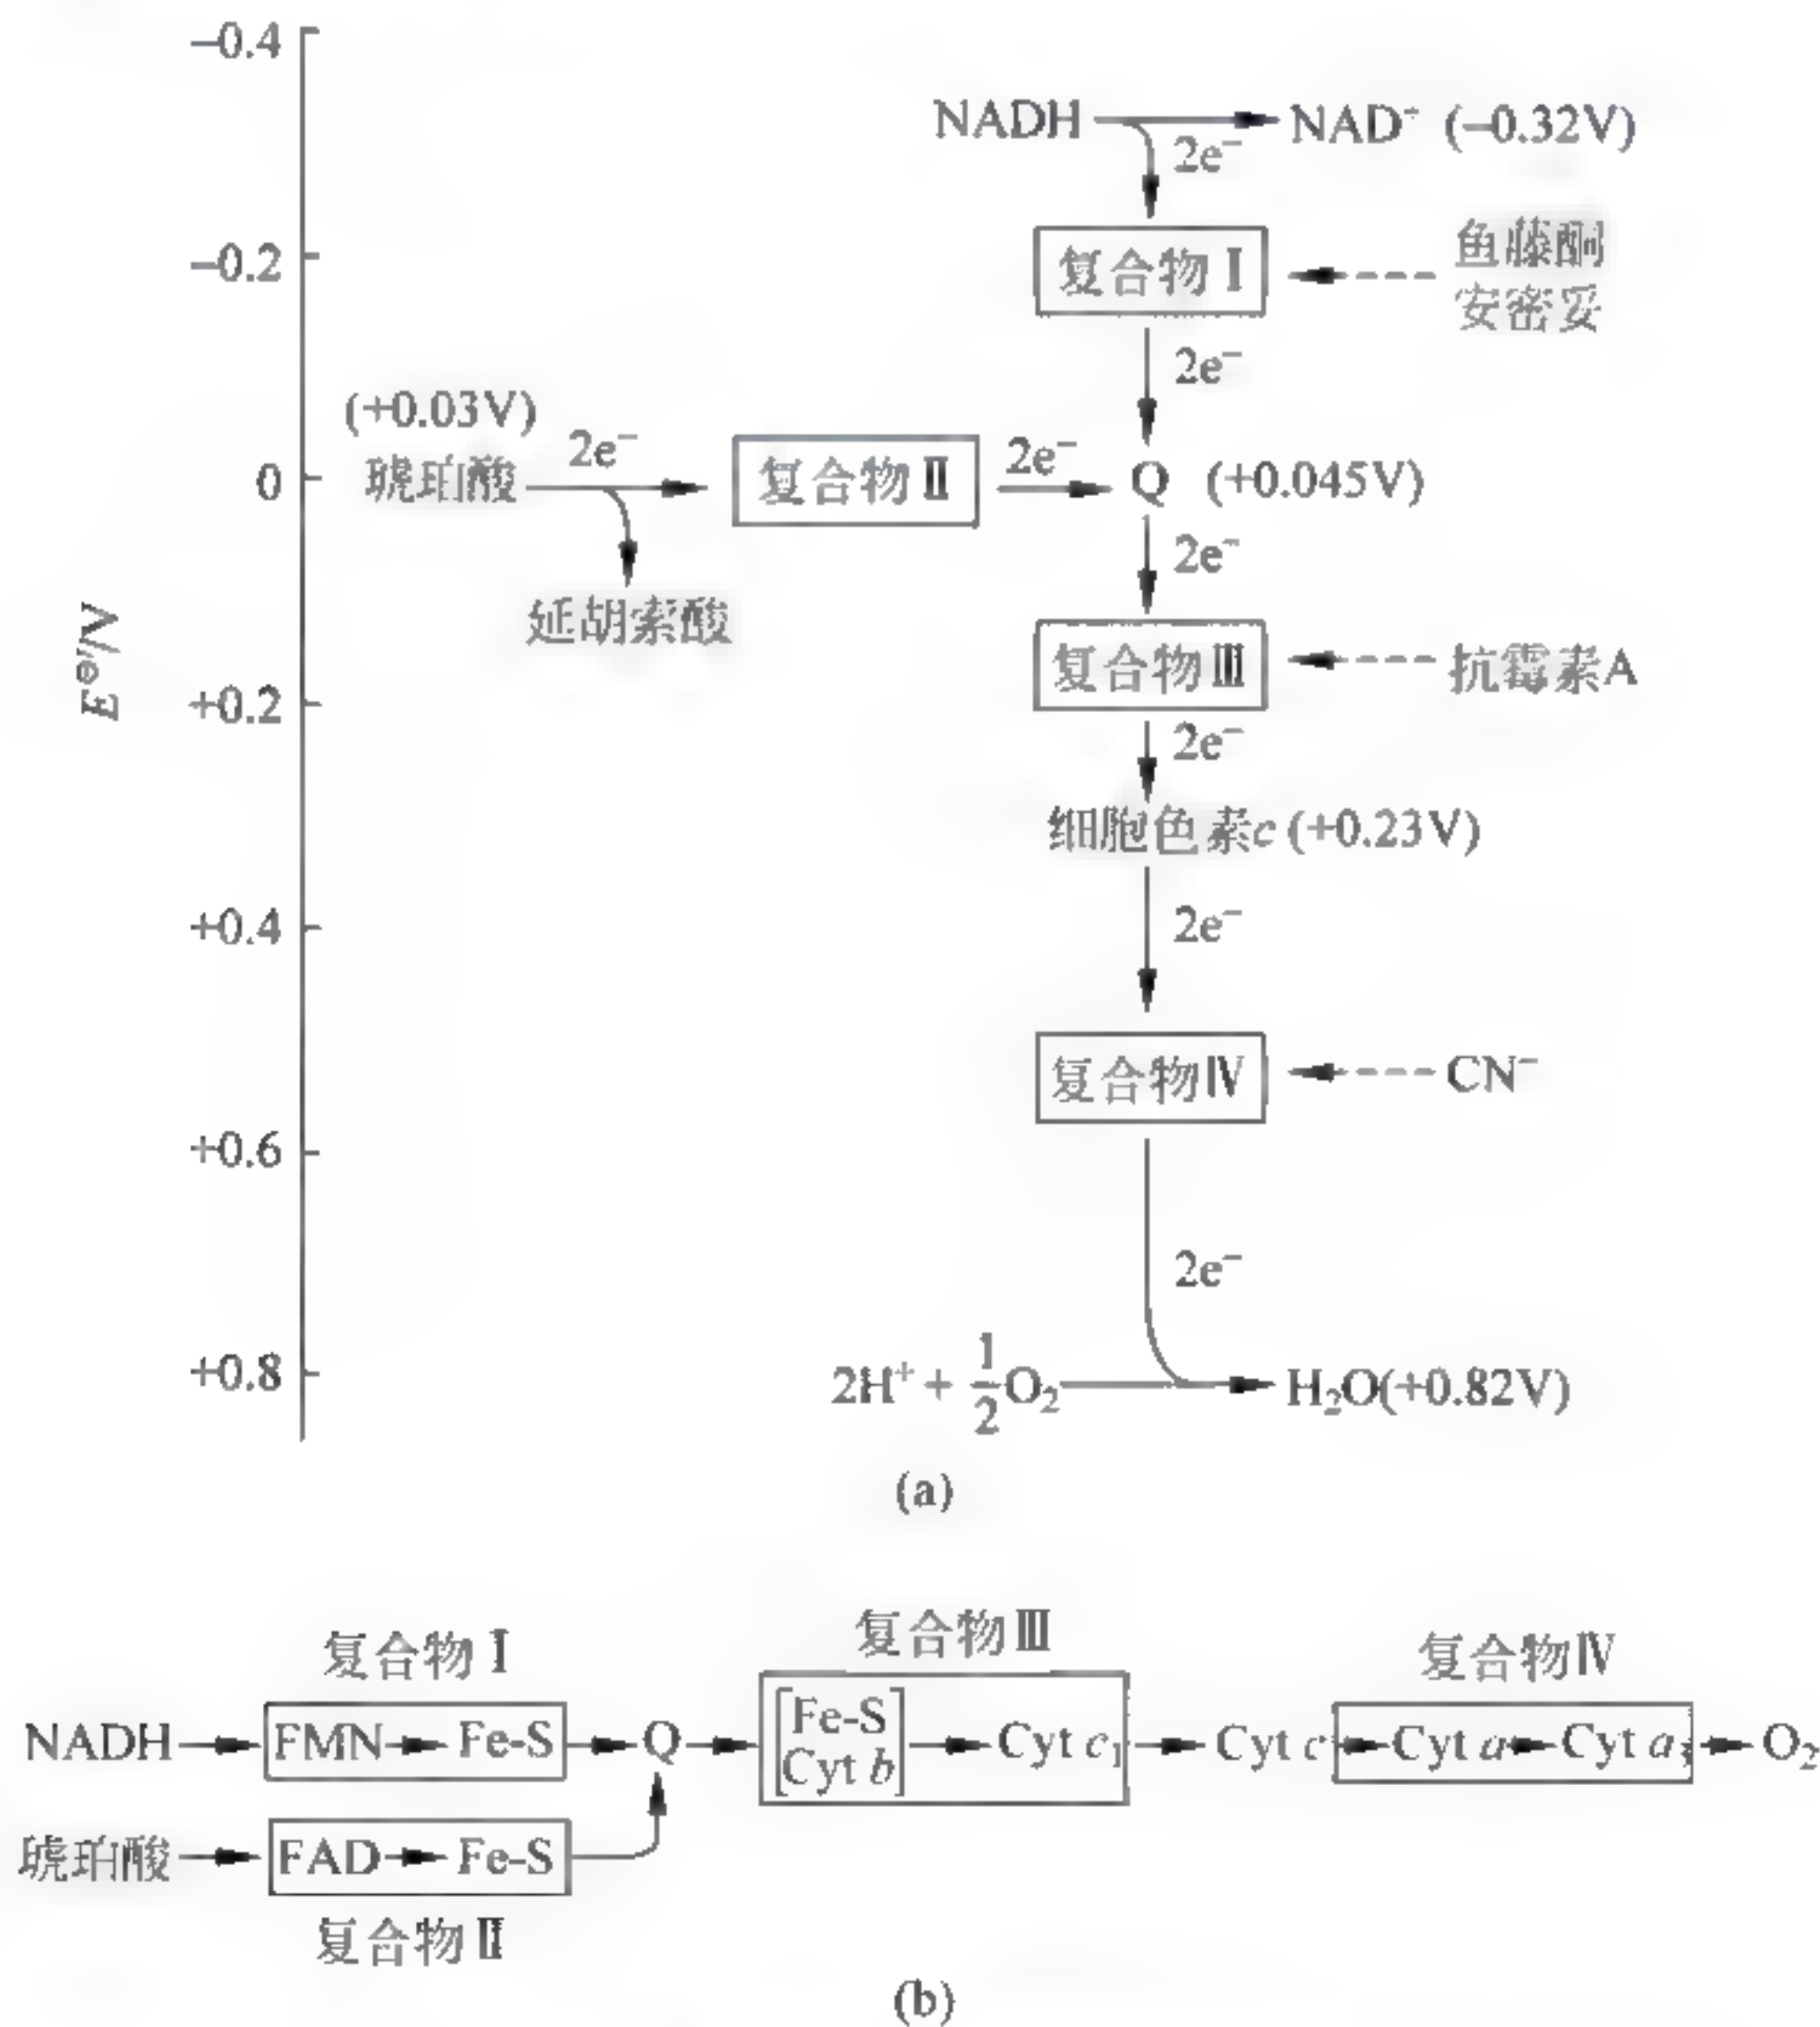 −0.4
NADH
NAD⁺ (−0.32V)
2e⁻
−0.2
复合物Ⅰ
鱼藤酮
安密妥
2e⁻
(+0.03V)
0
琥珀酸
2e⁻
复合物Ⅱ
2e⁻
Q (+0.045V)
2e⁻
延胡索酸
E⊖′/V
+0.2
复合物Ⅲ
抗霉素A
2e⁻
细胞色素c (+0.23V)
+0.4
2e⁻
复合物Ⅳ
CN⁻
+0.6
2e⁻
+0.8
2H⁺ + 1/2 O₂
H₂O(+0.82V)
(a)
复合物Ⅰ
复合物Ⅲ
复合物Ⅳ
NADH FMN Fe-S Q Fe-S Cyt b Cyt c₁ Cyt c Cyt a Cyt a₃ O₂
琥珀酸 FAD Fe-S
复合物Ⅱ
(b)